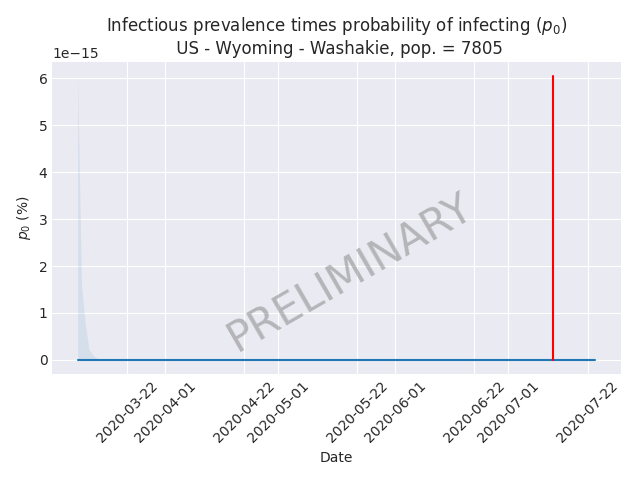 Infectious prevalence times probability of infecting (p₀)
US - Wyoming - Washakie, pop. = 7805
1e−15
6
5
4
3
2
1
0
p₀ (%)
PRELIMINARY
2020-03-22
2020-04-01
2020-04-22
2020-05-01
2020-05-22
2020-06-01
2020-06-22
2020-07-01
2020-07-22
Date